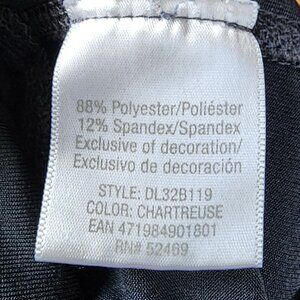 88% Polyester/Poliéster
12% Spandex/Spandex
Exclusive of decoration/
Exclusivo de decoración
STYLE: DL32B119
COLOR: CHARTREUSE
EAN 471984901801
RN# 52469